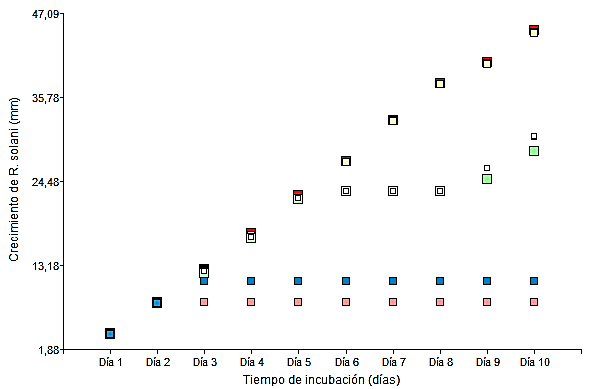 47,09
35,78
24,48
13,18
1,88
Crecimiento de R. solani (mm)
Día 1 Día 2 Día 3 Día 4 Día 5 Día 6 Día 7 Día 8 Día 9 Día 10
Tiempo de incubación (días)